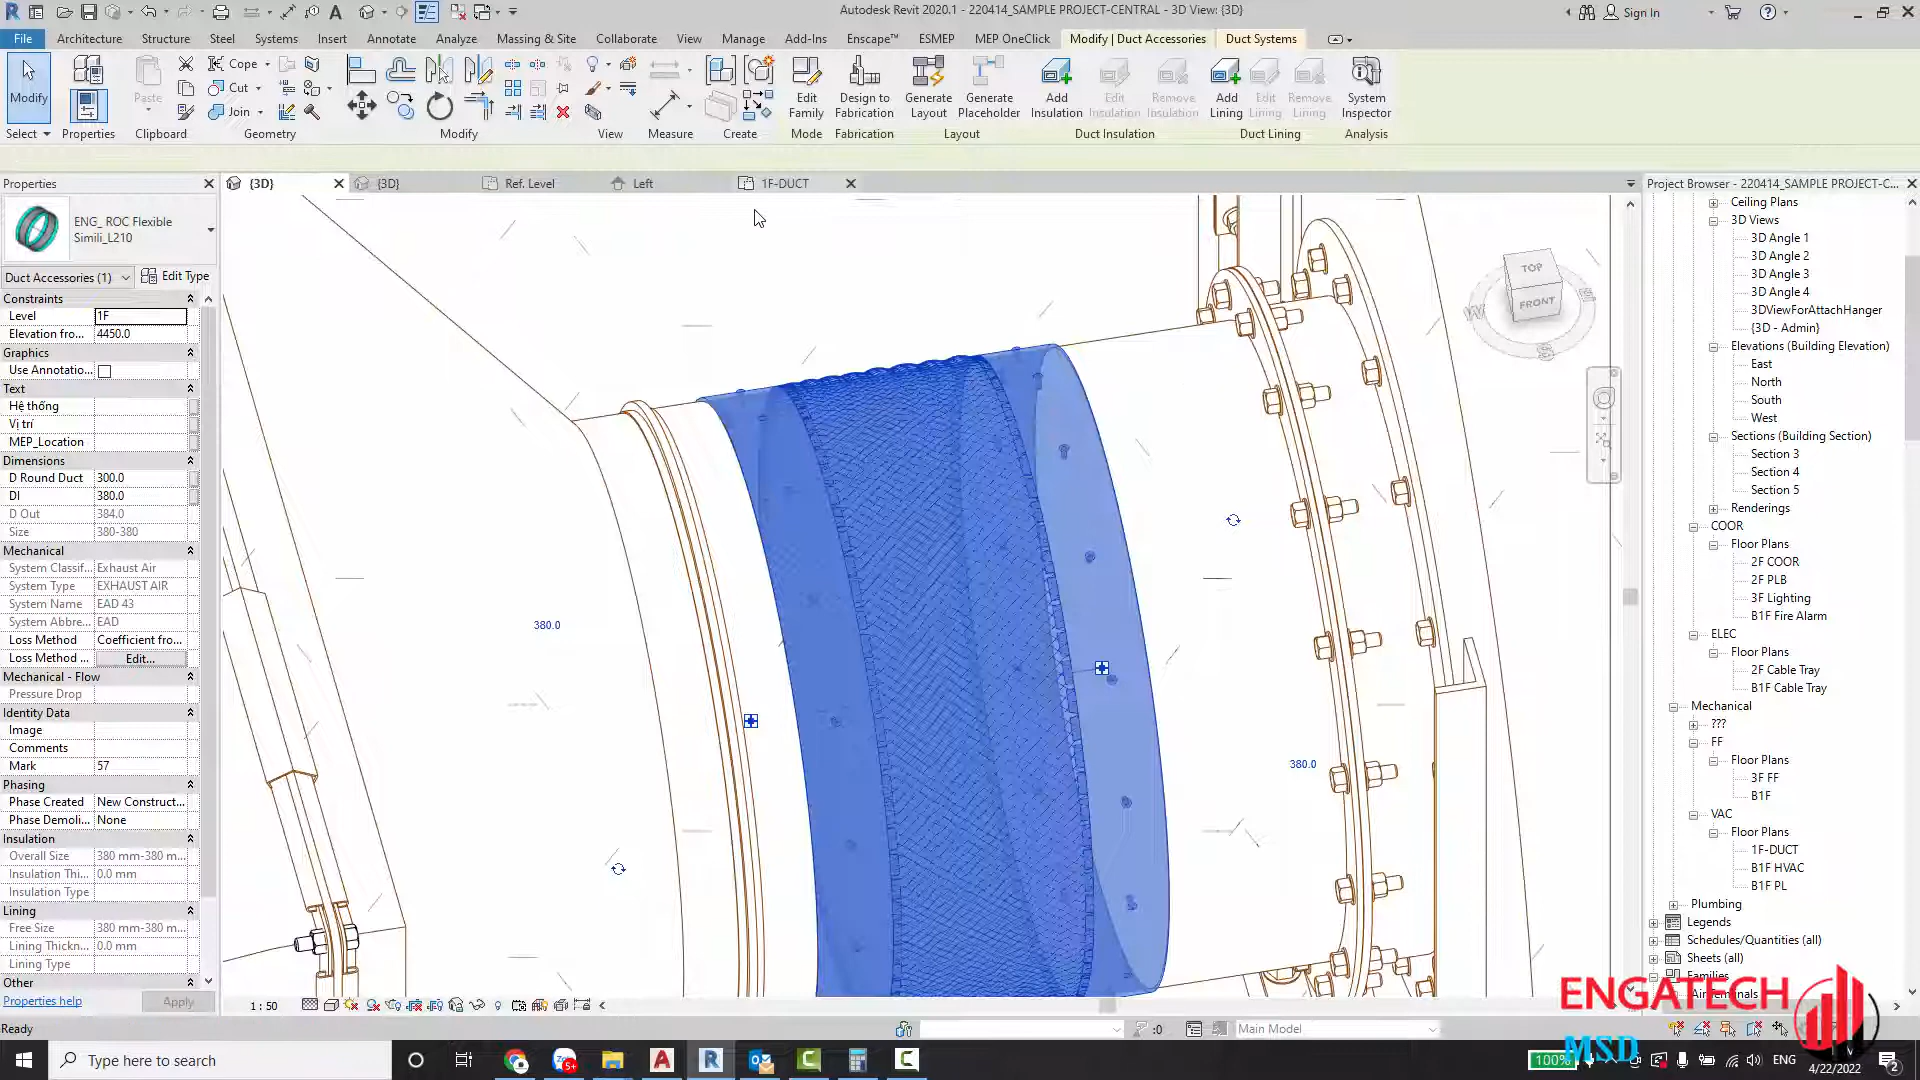 Autodesk Revit 2020.1 - 220414_SAMPLE PROJECT-CENTRAL - 3D View: {3D}
Sign In
File Architecture Structure Steel Systems Insert Annotate Analyze Massing & Site Collaborate View Manage Add-Ins Enscape™ ESMEP MEP OneClick Modify | Duct Accessories Duct Systems
Modify
Paste
Cope
Cut
Join
Edit Family
Design to Fabrication
Generate Layout
Generate Placeholder
Add Insulation
Edit Insulation
Remove Insulation
Add Lining
Edit Lining
Remove Lining
System Inspector
Select Properties Clipboard Geometry Modify View Measure Create Mode Fabrication Layout Duct Insulation Duct Lining Analysis
Properties
{3D} {3D} Ref. Level Left 1F-DUCT
Project Browser - 220414_SAMPLE PROJECT-C...
ENG_ ROC Flexible
Simili_L210
Duct Accessories (1) Edit Type
Constraints
Level 1F
Elevation fro... 4450.0
Graphics
Use Annotatio...
Text
Hệ thống
Vị trí
MEP_Location
Dimensions
D Round Duct 300.0
DI 380.0
D Out 384.0
Size 380-380
Mechanical
System Classif... Exhaust Air
System Type EXHAUST AIR
System Name EAD 43
System Abbre... EAD
Loss Method Coefficient fro...
Loss Method ... Edit...
Mechanical - Flow
Pressure Drop
Identity Data
Image
Comments
Mark 57
Phasing
Phase Created New Construct...
Phase Demoli... None
Insulation
Overall Size 380 mm-380 m...
Insulation Thi... 0.0 mm
Insulation Type
Lining
Free Size 380 mm-380 m...
Lining Thickn... 0.0 mm
Lining Type
Other
Properties help Apply
380.0
380.0
TOP
FRONT
W
S
E
Ceiling Plans
3D Views
3D Angle 1
3D Angle 2
3D Angle 3
3D Angle 4
3DViewForAttachHanger
{3D - Admin}
Elevations (Building Elevation)
East
North
South
West
Sections (Building Section)
Section 3
Section 4
Section 5
Renderings
COOR
Floor Plans
2F COOR
2F PLB
3F Lighting
B1F Fire Alarm
ELEC
Floor Plans
2F Cable Tray
B1F Cable Tray
Mechanical
???
FF
Floor Plans
3F FF
B1F
VAC
Floor Plans
1F-DUCT
B1F HVAC
B1F PL
Plumbing
Legends
Schedules/Quantities (all)
Sheets (all)
Families
Air Terminals
ENGATECH
MSD
1 : 50
Ready
:0
Main Model
Type here to search
100%
ENG
4/22/2022
2